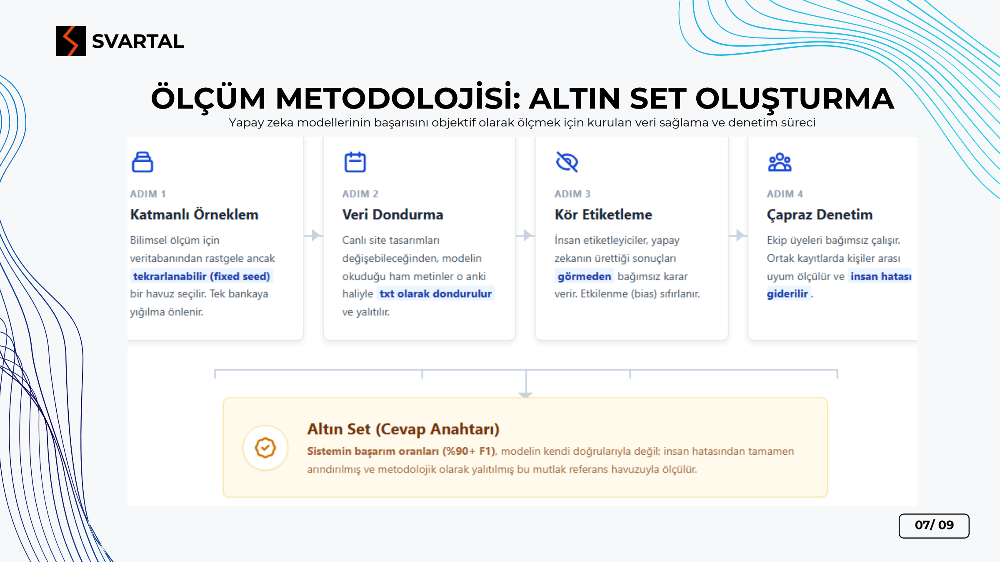 SVARTAL
ÖLÇÜM METODOLOJİSİ: ALTIN SET OLUŞTURMA
Yapay zeka modellerinin başarısını objektif olarak ölçmek için kurulan veri sağlama ve denetim süreci
ADIM 1
Katmanlı Örneklem
Bilimsel ölçüm için
veritabanından rastgele ancak
tekrarlanabilir (fixed seed)
bir havuz seçilir. Tek bankaya
yığılma önlenir.
ADIM 2
Veri Dondurma
Canlı site tasarımları
değişebileceğinden, modelin
okuduğu ham metinler o anki
haliyle txt olarak dondurulur
ve yalıtılır.
ADIM 3
Kör Etiketleme
İnsan etiketleyiciler, yapay
zekanın ürettiği sonuçları
görmeden bağımsız karar
verir. Etkilenme (bias) sıfırlanır.
ADIM 4
Çapraz Denetim
Ekip üyeleri bağımsız çalışır.
Ortak kayıtlarda kişiler arası
uyum ölçülür ve insan hatası
giderilir .
Altın Set (Cevap Anahtarı)
Sistemin başarım oranları (%90+ F1), modelin kendi doğrularıyla değil; insan hatasından tamamen
arındırılmış ve metodolojik olarak yalıtılmış bu mutlak referans havuzuyla ölçülür.
07/ 09